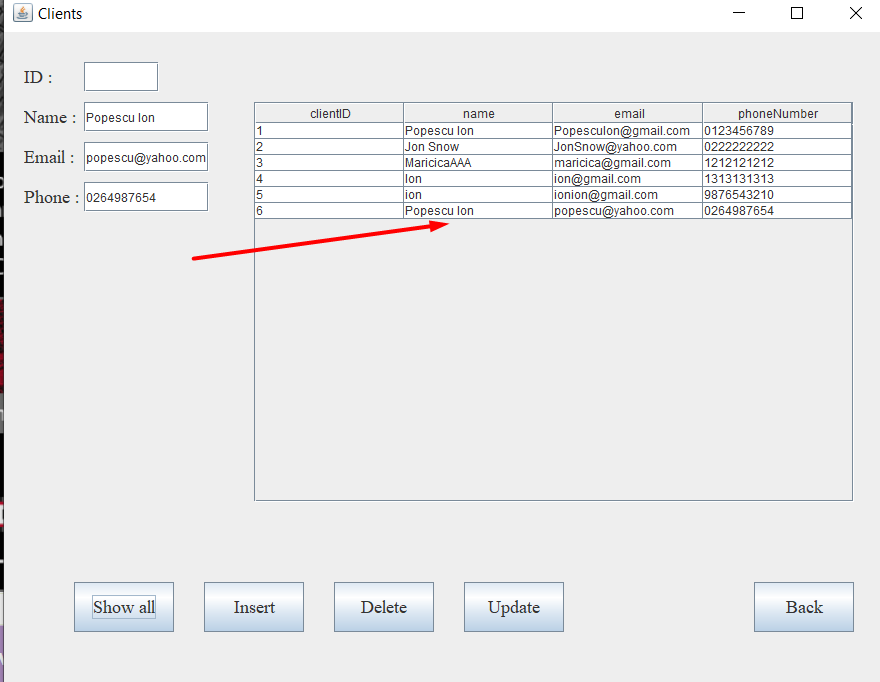 Clients
ID :
Name : Popescu Ion
Email : popescu@yahoo.com
Phone : 0264987654
clientID name email phoneNumber
1 Popescu Ion PopescuIon@gmail.com 0123456789
2 Jon Snow JonSnow@yahoo.com 0222222222
3 MaricicaAAA maricica@gmail.com 1212121212
4 Ion ion@gmail.com 1313131313
5 ion ionion@gmail.com 9876543210
6 Popescu Ion popescu@yahoo.com 0264987654
Show all Insert Delete Update Back